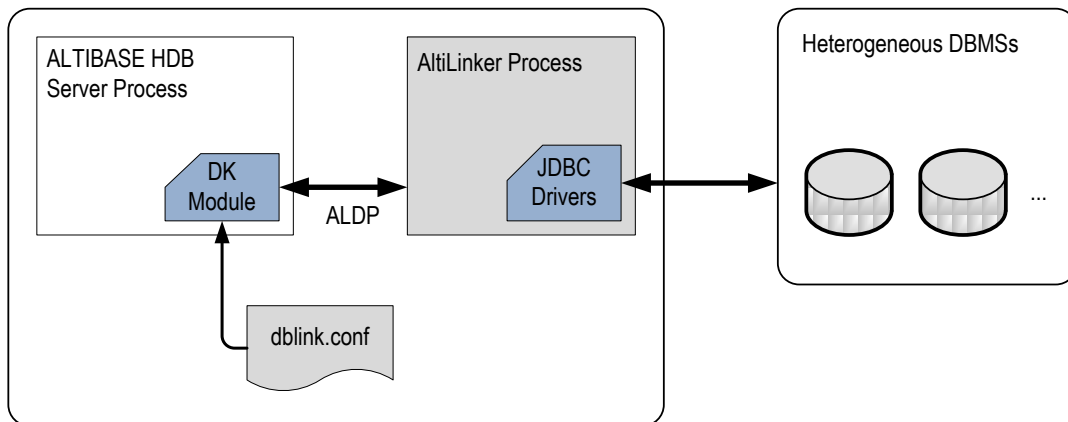 ALTIBASE HDB
Server Process
DK
Module
ALDP
AltiLinker Process
JDBC
Drivers
Heterogeneous DBMSs
...
dblink.conf